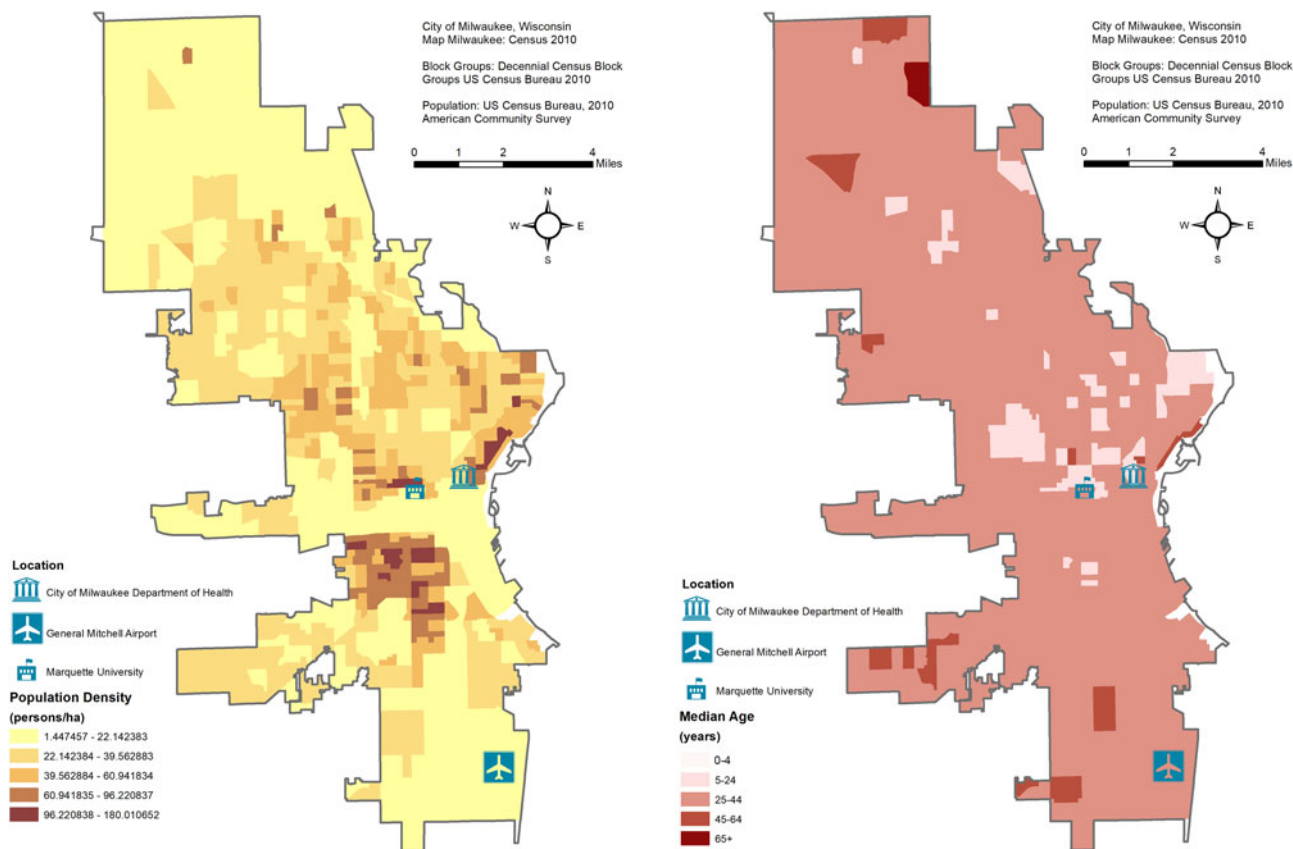 City of Milwaukee, Wisconsin
Map Milwaukee: Census 2010
Block Groups: Decennial Census Block
Groups US Census Bureau 2010
Population: US Census Bureau, 2010
American Community Survey
0 1 2 4
Miles
N
W E
S
Location
City of Milwaukee Department of Health
General Mitchell Airport
Marquette University
Population Density
(persons/ha)
1.447457 - 22.142383
22.142384 - 39.562883
39.562884 - 60.941834
60.941835 - 96.220837
96.220838 - 180.010652
City of Milwaukee, Wisconsin
Map Milwaukee: Census 2010
Block Groups: Decennial Census Block
Groups US Census Bureau 2010
Population: US Census Bureau, 2010
American Community Survey
0 1 2 4
Miles
N
W E
S
Location
City of Milwaukee Department of Health
General Mitchell Airport
Marquette University
Median Age
(years)
0-4
5-24
25-44
45-64
65+